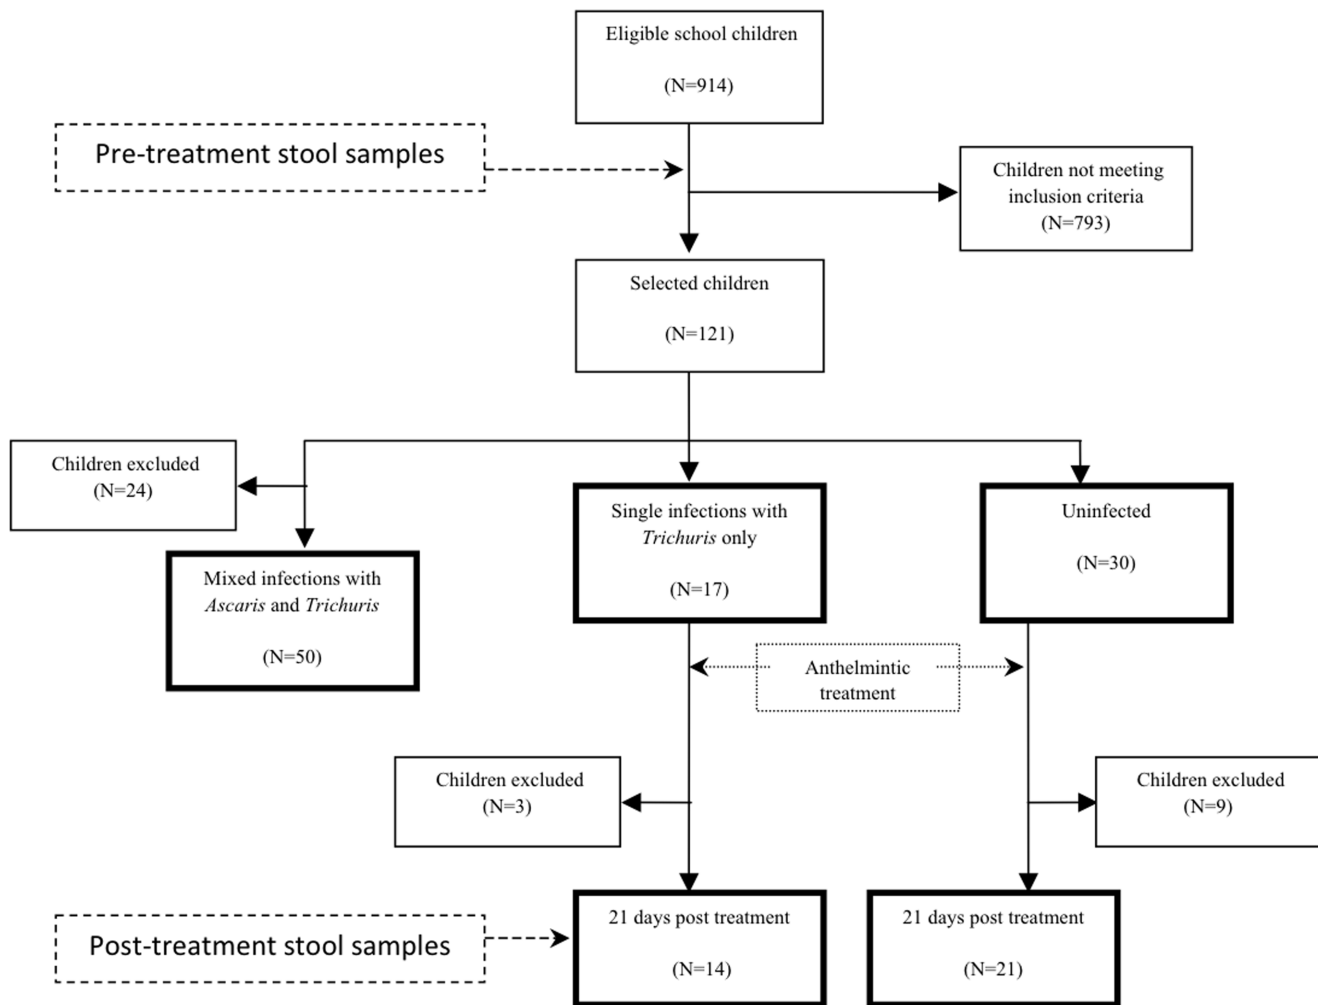 Eligible school children
(N=914)
Pre-treatment stool samples
Children not meeting
inclusion criteria
(N=793)
Selected children
(N=121)
Children excluded
(N=24)
Mixed infections with
Ascaris and Trichuris
(N=50)
Single infections with
Trichuris only
(N=17)
Uninfected
(N=30)
Anthelmintic
treatment
Children excluded
(N=3)
Children excluded
(N=9)
Post-treatment stool samples
21 days post treatment
(N=14)
21 days post treatment
(N=21)